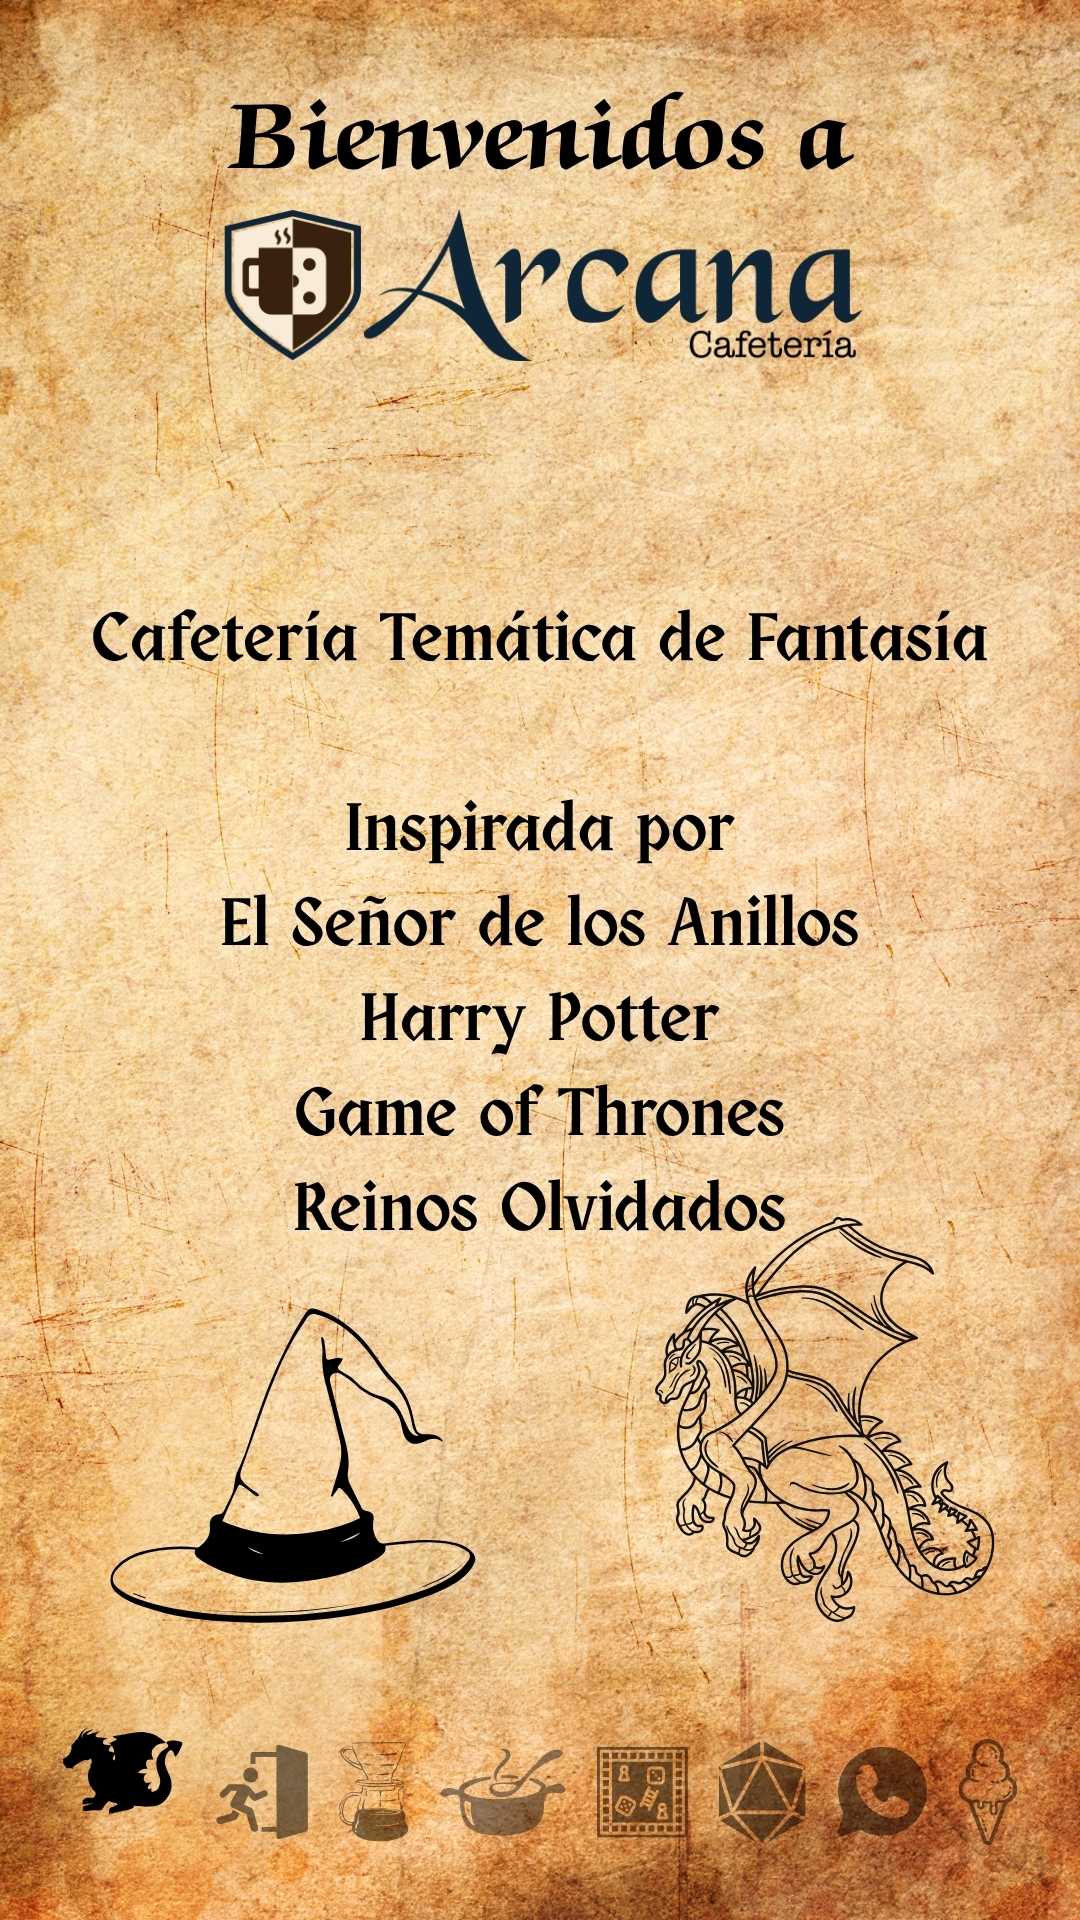 Bienvenidos a
Arcana
Cafetería
Cafetería Temática de Fantasía
Inspirada por
El Señor de los Anillos
Harry Potter
Game of Thrones
Reinos Olvidados